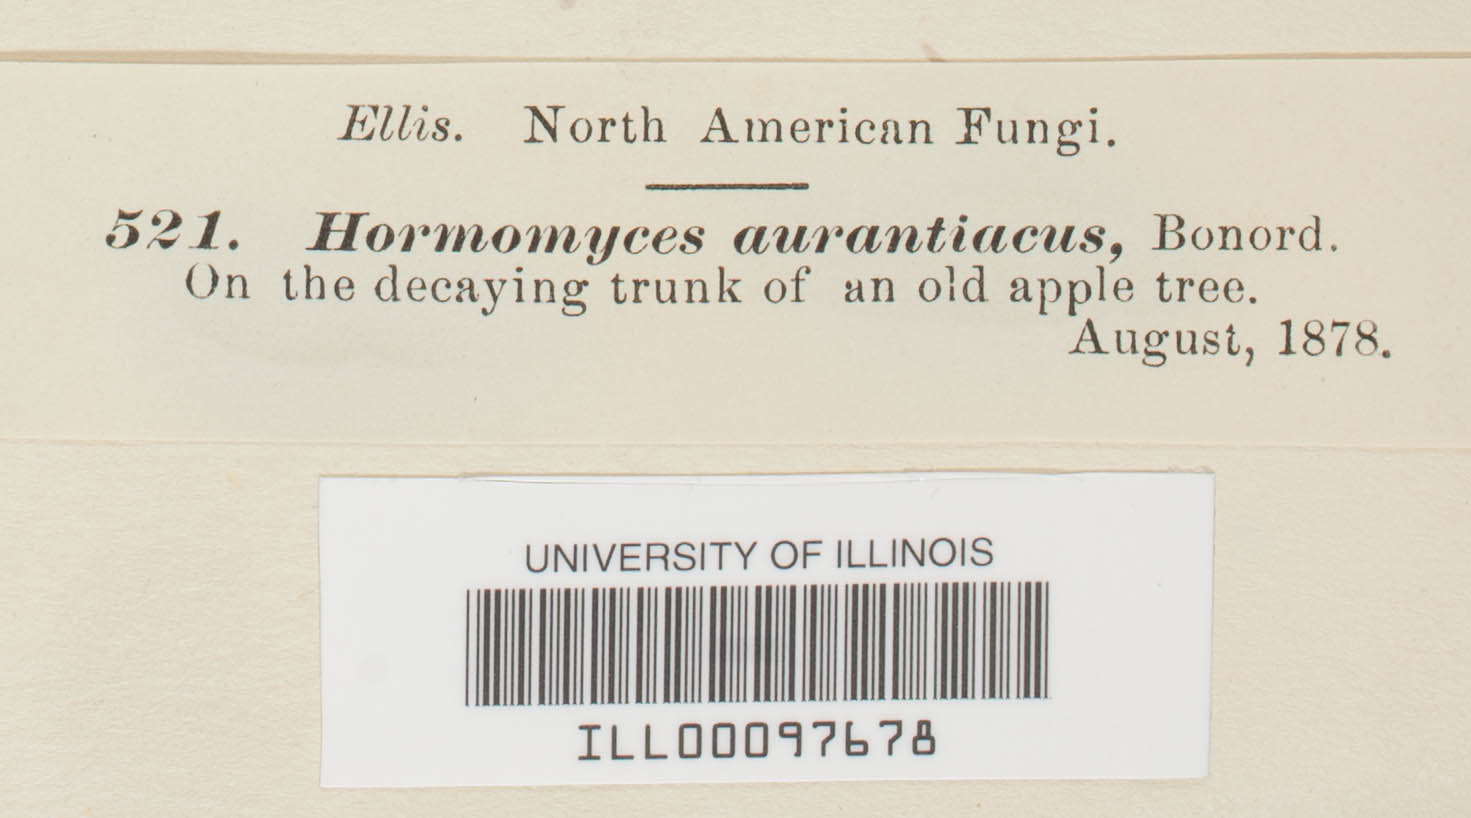 Ellis. North American Fungi.
521. Hormomyces aurantiacus, Bonord.
On the decaying trunk of an old apple tree.
August, 1878.
UNIVERSITY OF ILLINOIS
ILL00097678